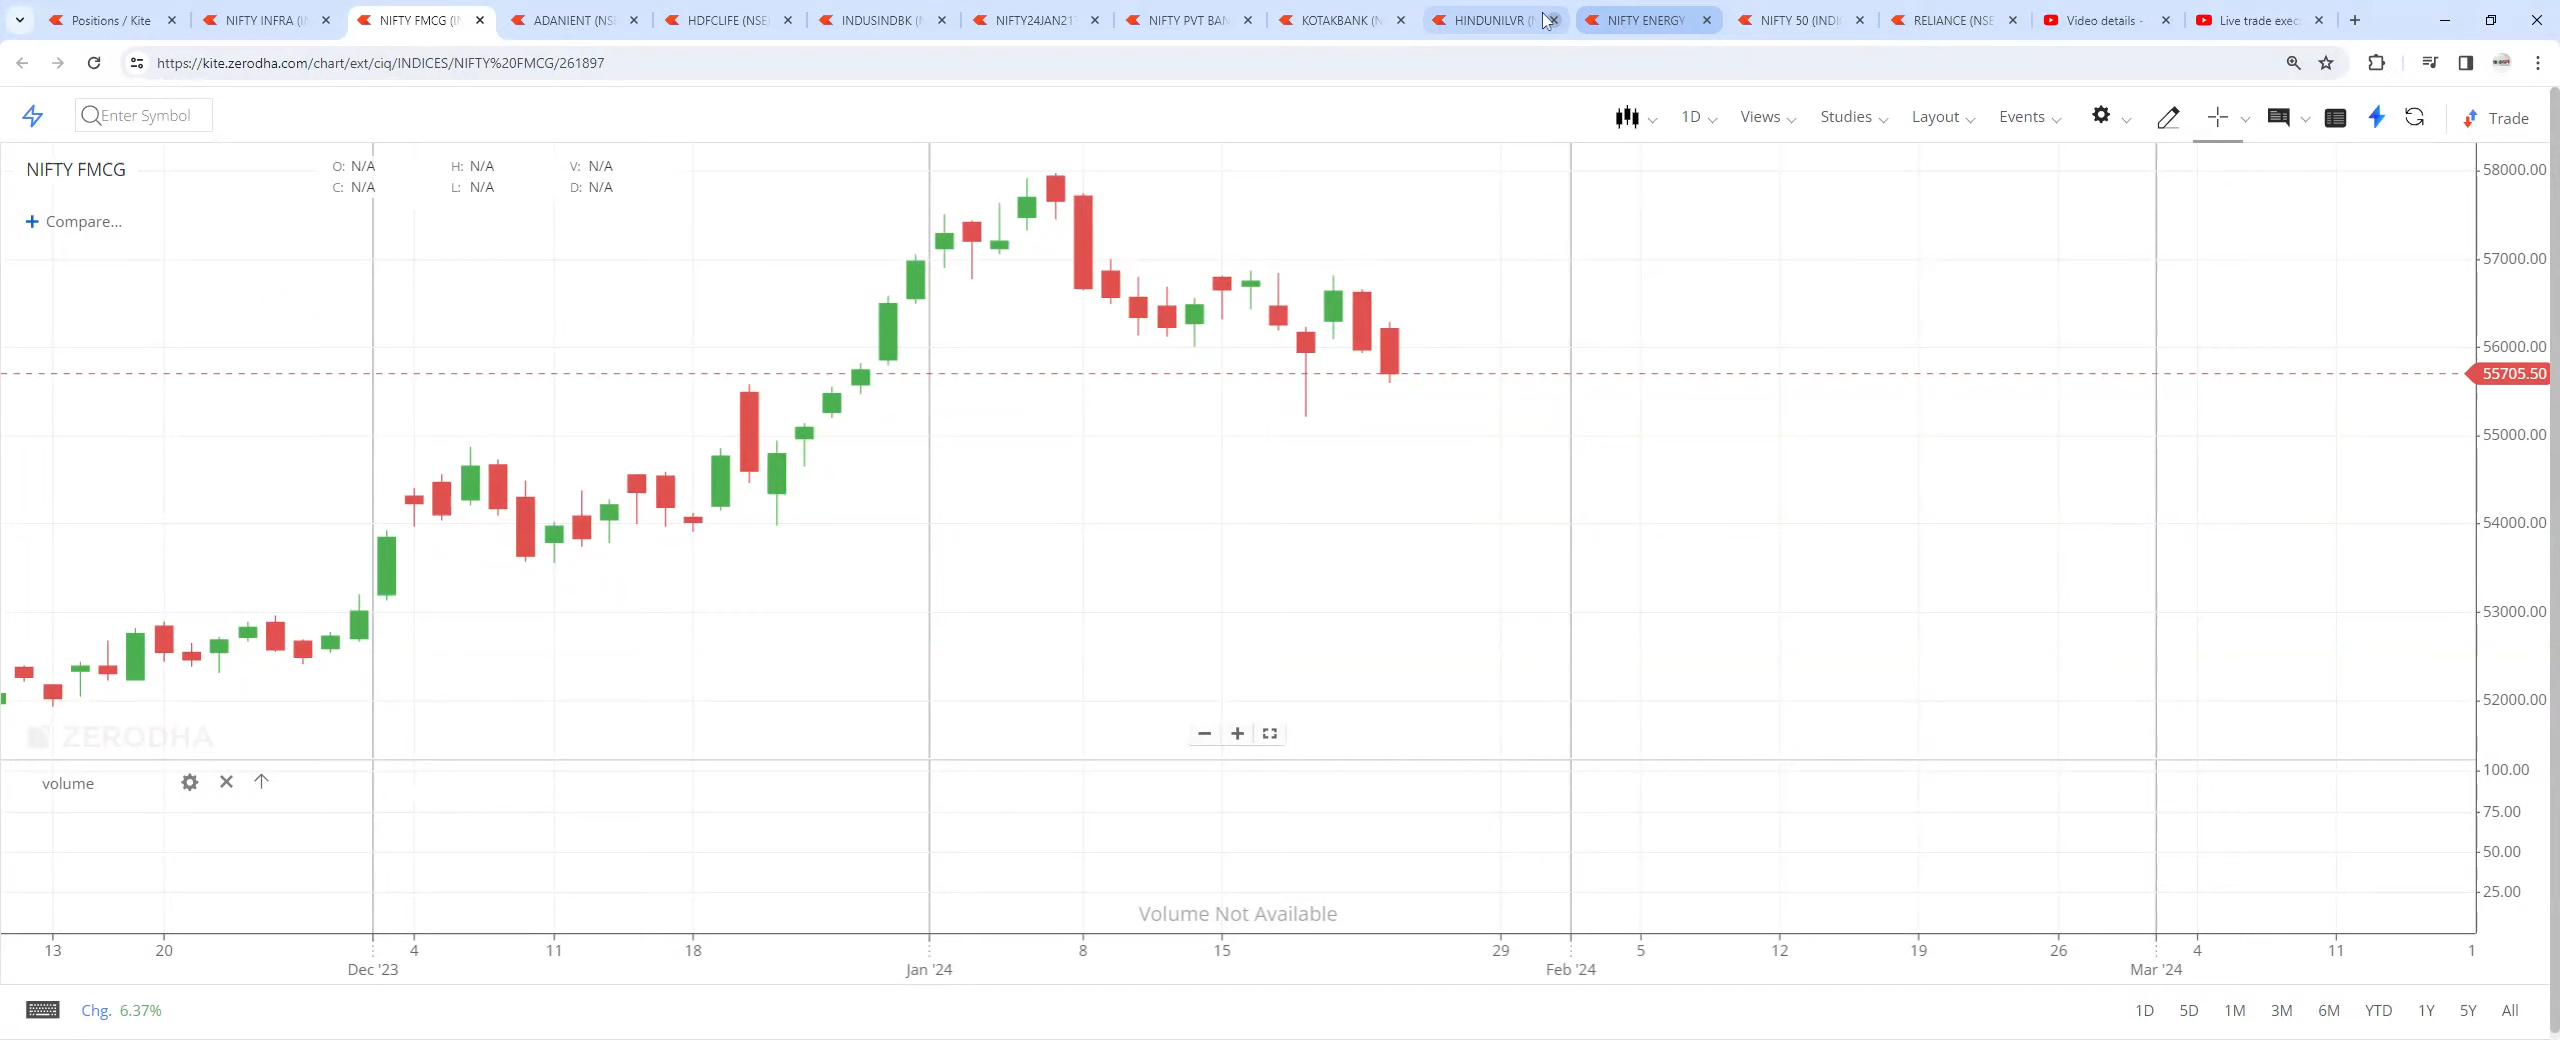 Positions / Kite
NIFTY INFRA (IN
NIFTY FMCG (IN
ADANIENT (NSE
HDFCLIFE (NSE
INDUSINDBK (N
NIFTY24JAN21
NIFTY PVT BAN
KOTAKBANK (N
HINDUNILVR (N
NIFTY ENERGY
NIFTY 50 (INDI
RELIANCE (NSE
Video details -
Live trade exec
https://kite.zerodha.com/chart/ext/ciq/INDICES/NIFTY%20FMCG/261897
Enter Symbol
1D
Views
Studies
Layout
Events
Trade
NIFTY FMCG
O: N/A H: N/A V: N/A
C: N/A L: N/A D: N/A
+ Compare...
58000.00
57000.00
56000.00
55705.50
55000.00
54000.00
53000.00
52000.00
ZERODHA
volume
100.00
75.00
50.00
25.00
Volume Not Available
13 20 4 11 18 8 15 29 5 12 19 26 4 11 1
Dec '23 Jan '24 Feb '24 Mar '24
Chg. 6.37%
1D 5D 1M 3M 6M YTD 1Y 5Y All